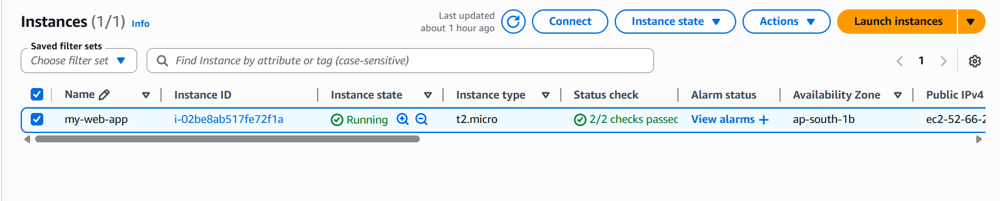 Instances (1/1) Info
Last updated
about 1 hour ago
Connect
Instance state
Actions
Launch instances
Saved filter sets
Choose filter set
Find Instance by attribute or tag (case-sensitive)
1
Name Instance ID Instance state Instance type Status check Alarm status Availability Zone Public IPv4
my-web-app i-02be8ab517fe72f1a Running t2.micro 2/2 checks passed View alarms + ap-south-1b ec2-52-66-2